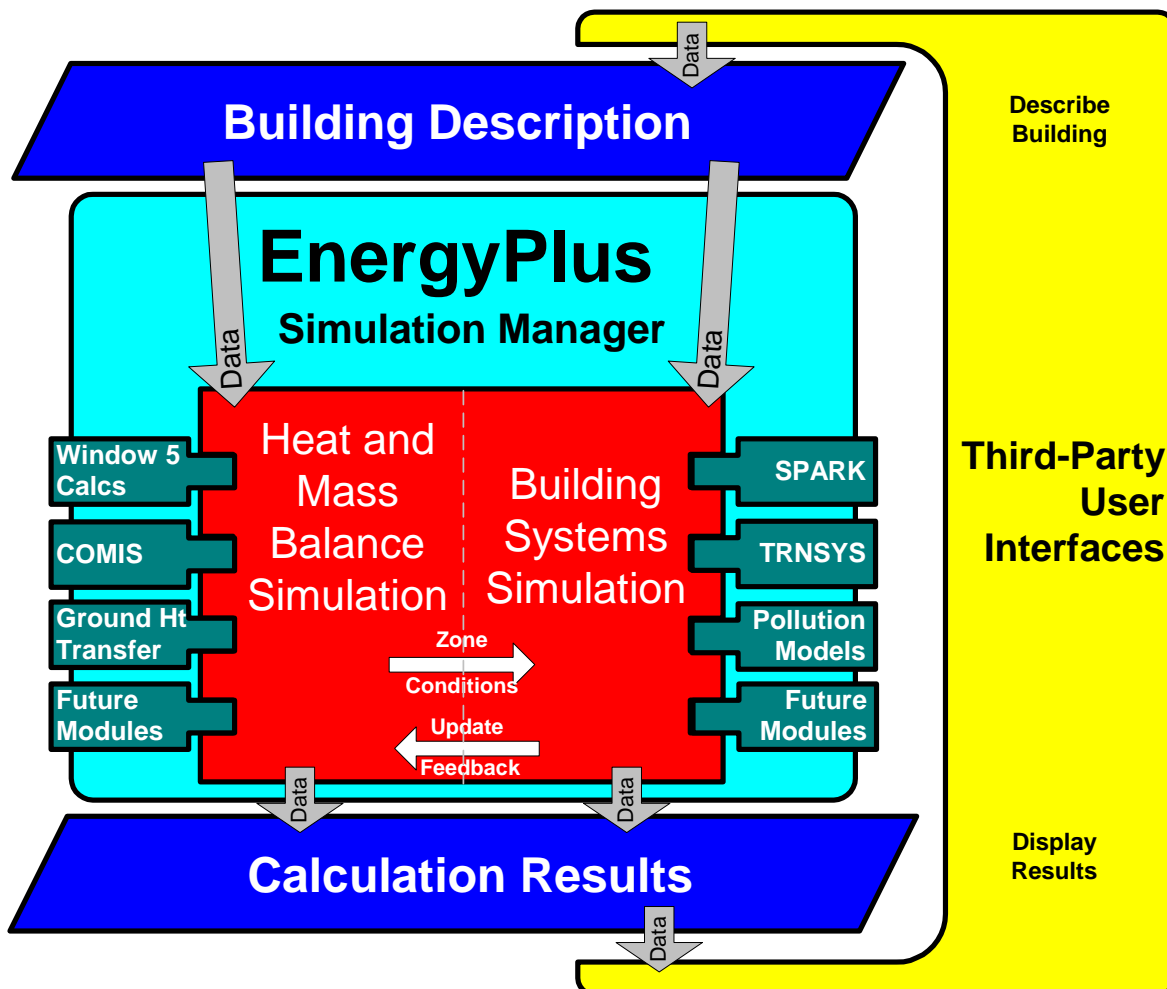 Data
Building Description
Describe
Building
EnergyPlus
Simulation Manager
Data
Data
Heat and
Mass
Balance
Simulation
Building
Systems
Simulation
Window 5
Calcs
COMIS
Ground Ht
Transfer
Future
Modules
SPARK
TRNSYS
Pollution
Models
Future
Modules
Zone
Conditions
Update
Feedback
Third-Party
User
Interfaces
Data
Data
Calculation Results
Display
Results
Data